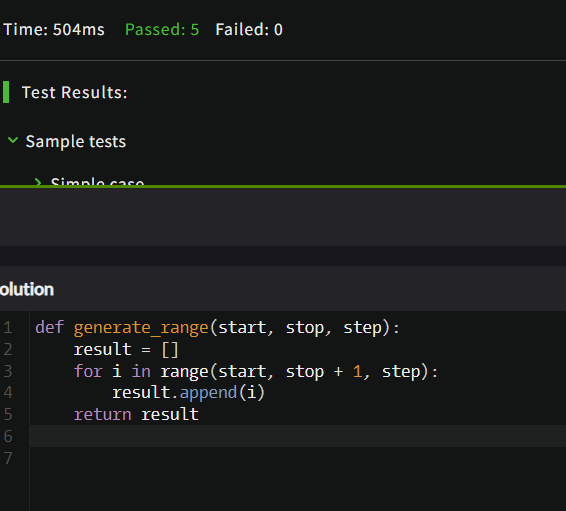 Time: 504ms Passed: 5 Failed: 0
Test Results:
Sample tests
Simple case
olution
1 def generate_range(start, stop, step):
2     result = []
3     for i in range(start, stop + 1, step):
4         result.append(i)
5     return result
6
7